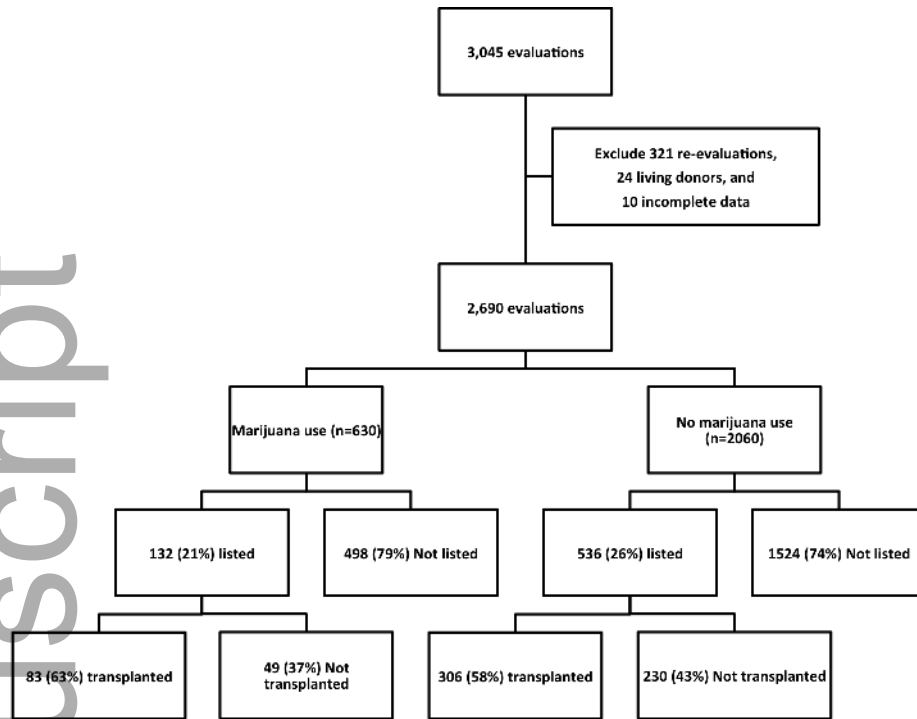 3,045 evaluations
Exclude 321 re-evaluations,
24 living donors, and
10 incomplete data
2,690 evaluations
Marijuana use (n=630)
No marijuana use
(n=2060)
132 (21%) listed
498 (79%) Not listed
536 (26%) listed
1524 (74%) Not listed
83 (63%) transplanted
49 (37%) Not
transplanted
306 (58%) transplanted
230 (43%) Not transplanted
uscript